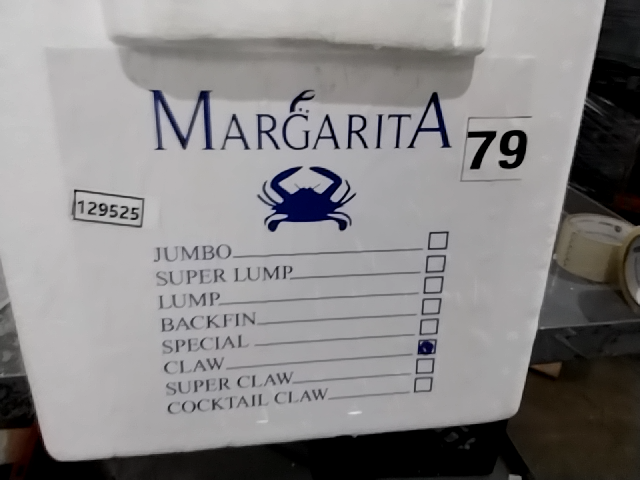 MARGARITA
79
129525
JUMBO
SUPER LUMP
LUMP
BACKFIN
SPECIAL
CLAW
SUPER CLAW
COCKTAIL CLAW